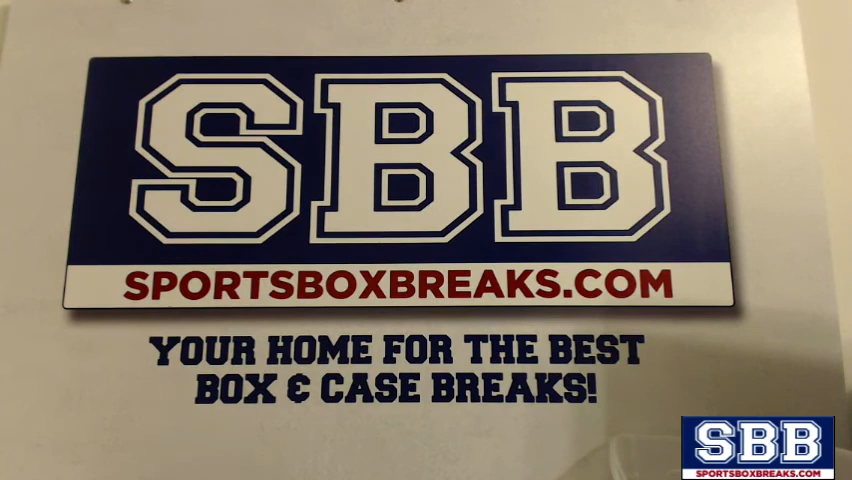 SBB
SPORTSBOXBREAKS.COM
YOUR HOME FOR THE BEST
BOX & CASE BREAKS!
SBB
SPORTSBOXBREAKS.COM